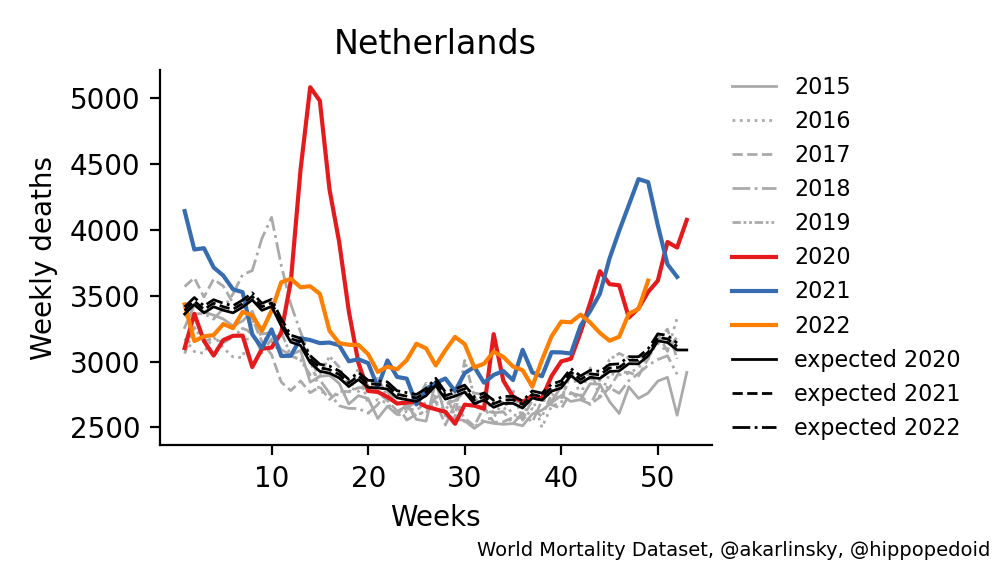 Netherlands
Weekly deaths
5000
4500
4000
3500
3000
2500
10 20 30 40 50
Weeks
2015
2016
2017
2018
2019
2020
2021
2022
expected 2020
expected 2021
expected 2022
World Mortality Dataset, @akarlinsky, @hippopedoid